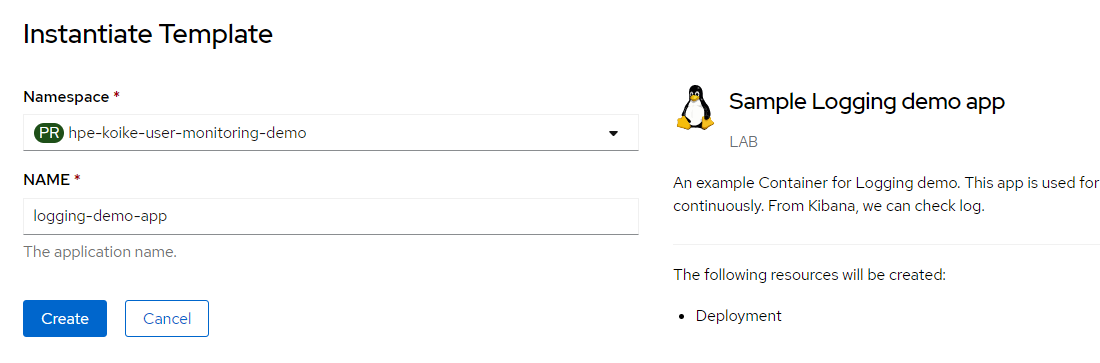 Instantiate Template
Namespace *
PR hpe-koike-user-monitoring-demo
NAME *
logging-demo-app
The application name.
Create
Cancel
Sample Logging demo app
LAB
An example Container for Logging demo. This app is used for
continuously. From Kibana, we can check log.
The following resources will be created:
• Deployment